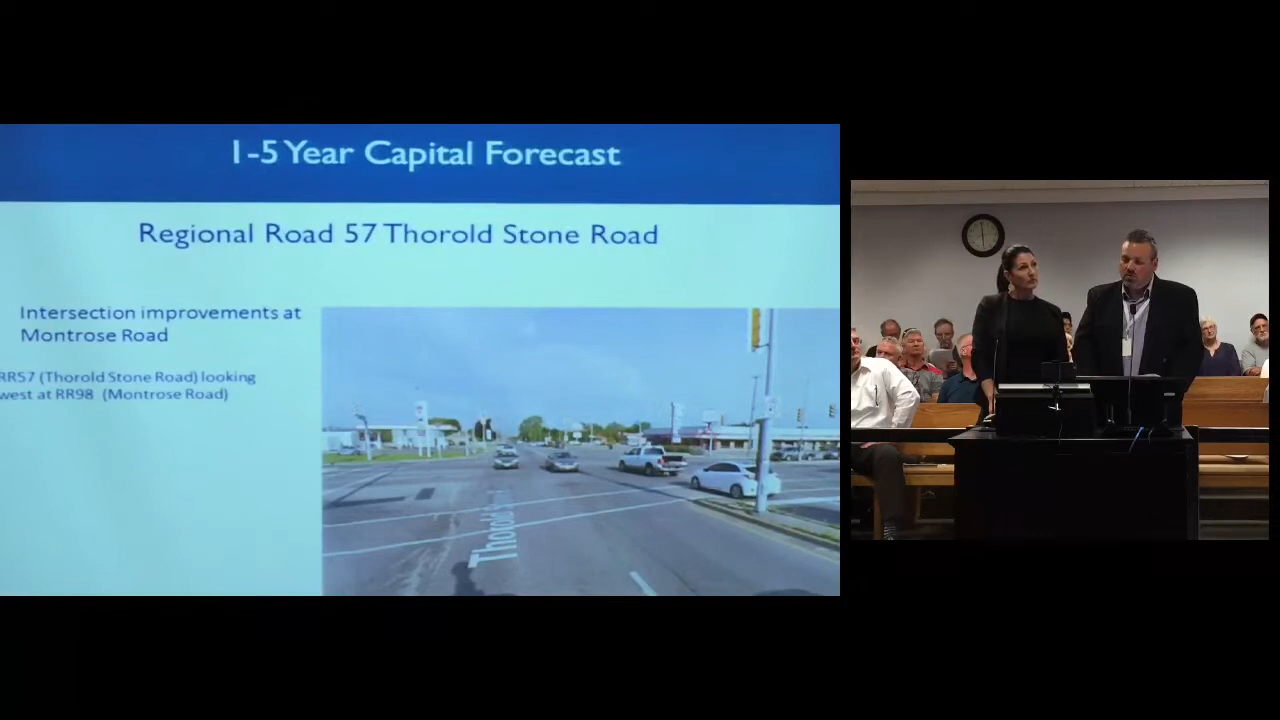 1-5 Year Capital Forecast
Regional Road 57 Thorold Stone Road
Intersection improvements at
Montrose Road
RR57 (Thorold Stone Road) looking
west at RR98 (Montrose Road)
Thorold